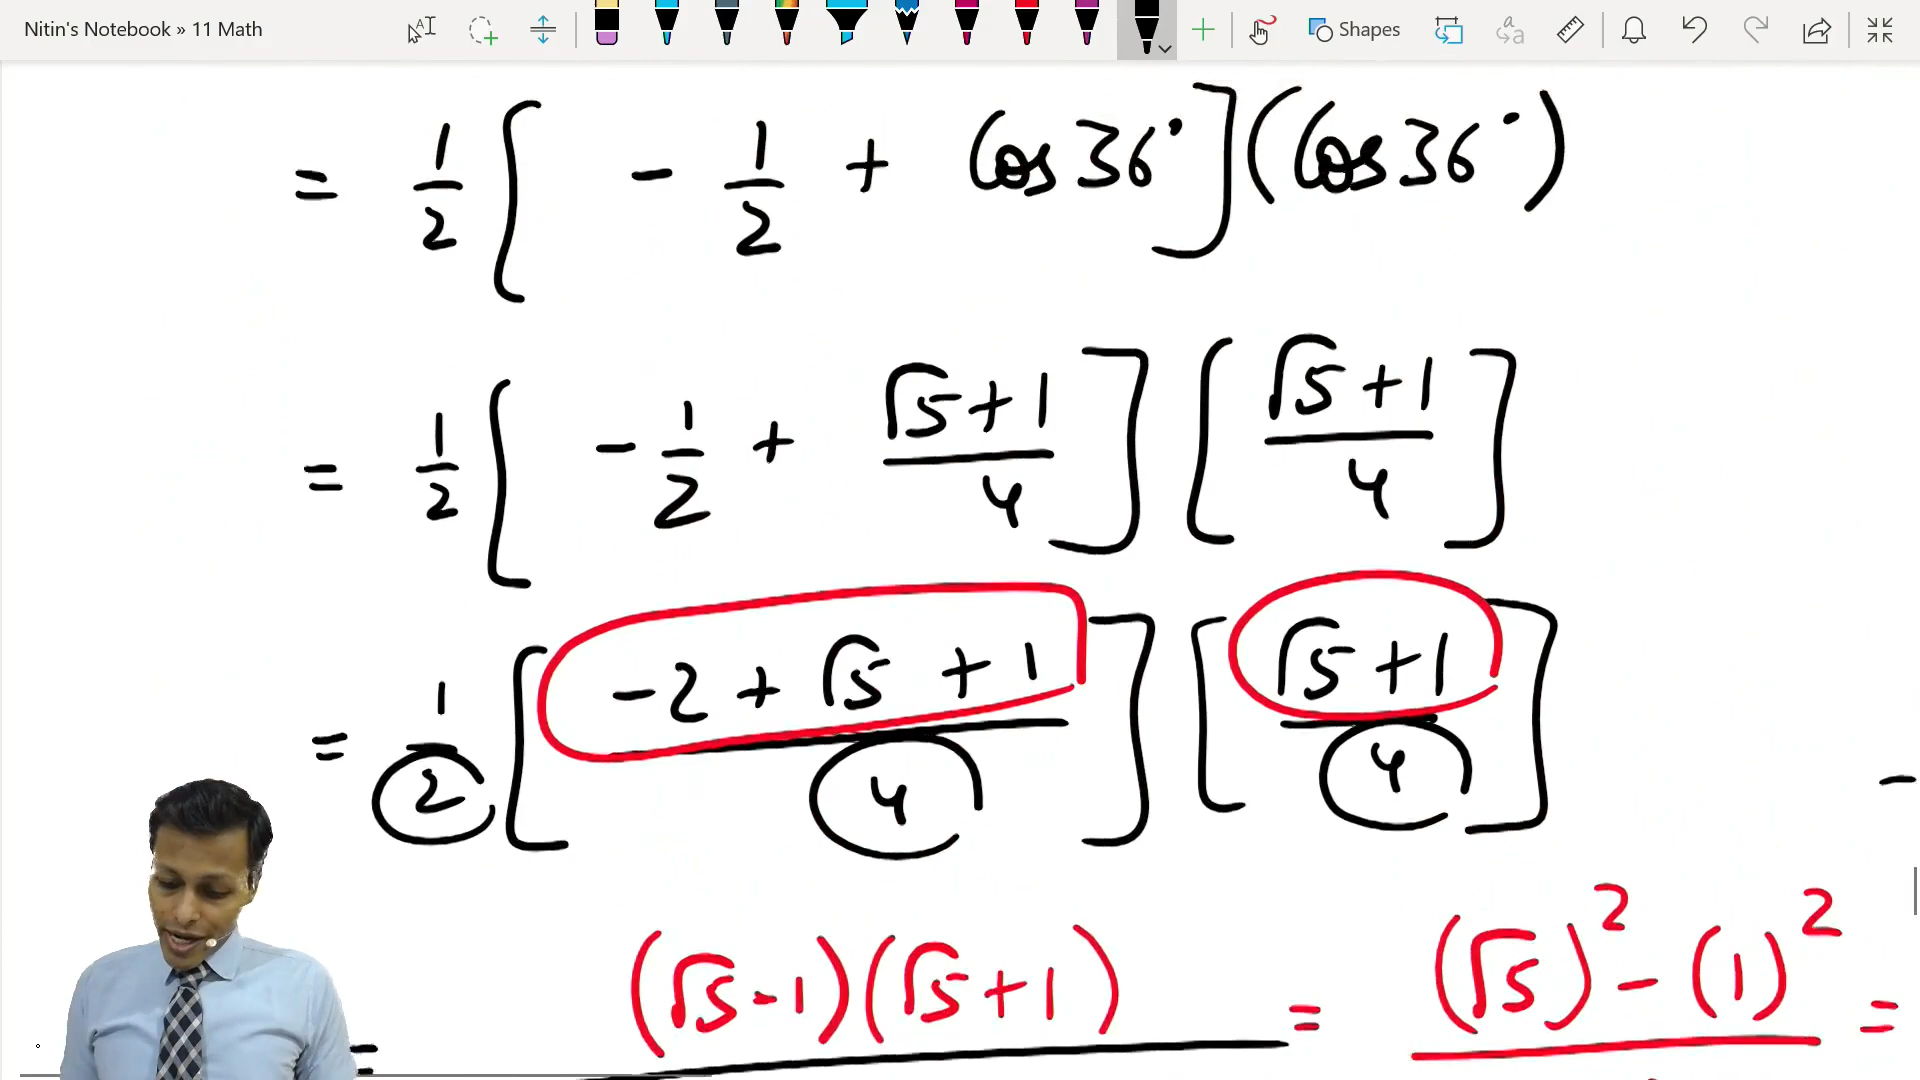 Nitin's Notebook » 11 Math
Shapes
= 1/2 [ - 1/2 + Cos 36° ] (Cos 36°)
= 1/2 [ - 1/2 + (√5 + 1)/4 ] [ (√5 + 1)/4 ]
= 1/2 [ (-2 + √5 + 1)/4 ] [ (√5 + 1)/4 ] -
= (√5 - 1)(√5 + 1) = (√5)² - (1)² =